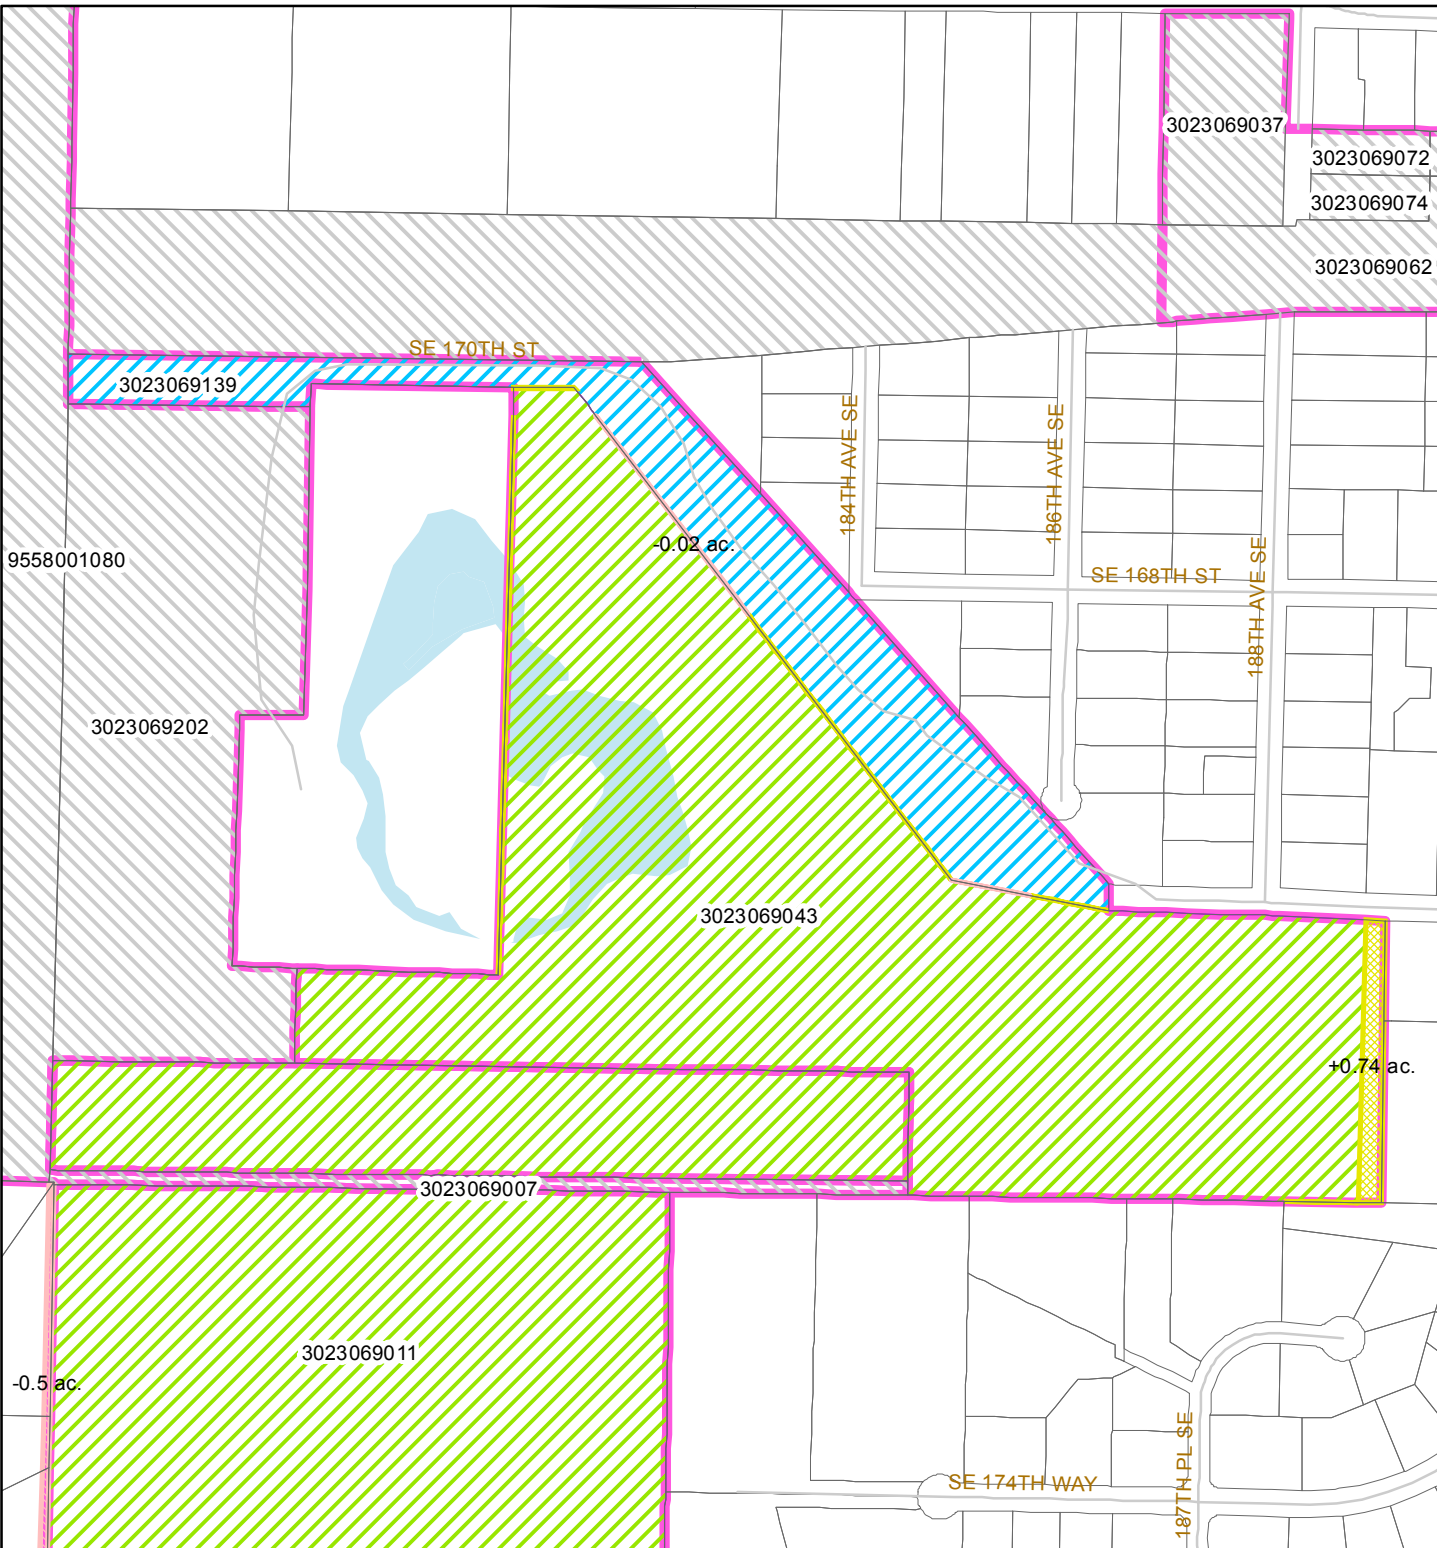 3023069037
3023069072
3023069074
3023069062
SE 170TH ST
3023069139
184TH AVE SE
186TH AVE SE
188TH AVE SE
-0.02 ac.
9558001080
SE 168TH ST
3023069202
3023069043
+0.74 ac.
3023069007
3023069011
-0.5 ac.
187TH PL SE
SE 174TH WAY